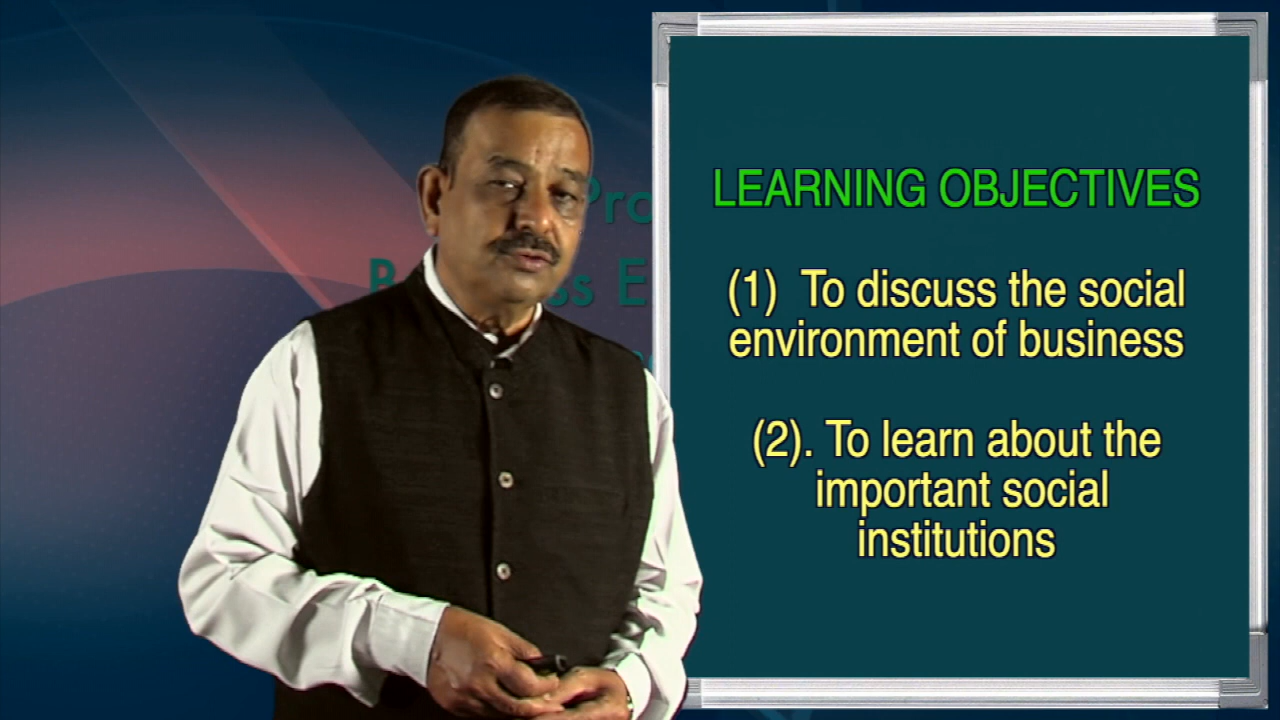 LEARNING OBJECTIVES
(1) To discuss the social
environment of business
(2). To learn about the
important social
institutions